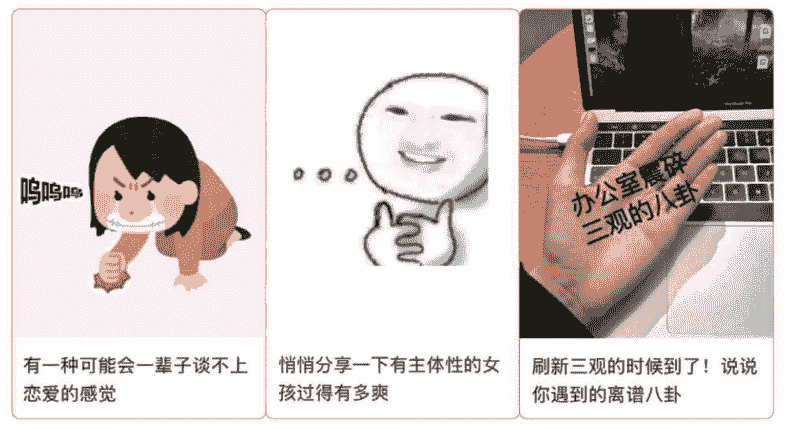 呜呜呜
有一种可能会一辈子谈不上
恋爱的感觉
悄悄分享一下有主体性的女
孩过得有多爽
办公室震碎
三观的八卦
刷新三观的时候到了！说说
你遇到的离谱八卦